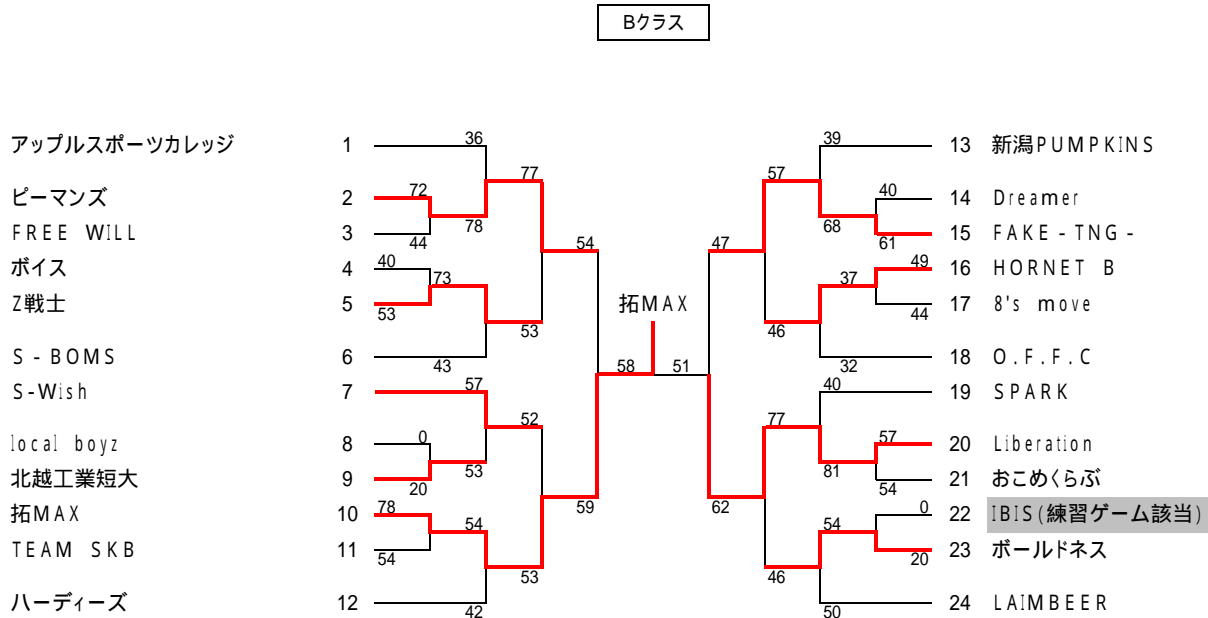 Bクラス
36 39
アップルスポーツカレッジ 1 13 新潟PUMPKINS
77 57
ピーマンズ 2 72 40 14 Dreamer
78 68
FREE WILL 3 44 61 15 FAKE-TNG-
54 47
ボイス 4 40 49 16 HORNET B
73 37
Z戦士 5 53 拓MAX 44 17 8's move
53 46
S-BOMS 6 43 58 51 32 18 O.F.F.C
S-Wish 7 57 40 19 SPARK
52 77
local boyz 8 0 57 20 Liberation
53 81
北越工業短大 9 20 54 21 おこめくらぶ
59 62
拓MAX 10 78 0 22 IBIS(練習ゲーム該当)
54 54
TEAM SKB 11 54 20 23 ボールドネス
53 46
ハーディーズ 12 42 50 24 LAIMBEER